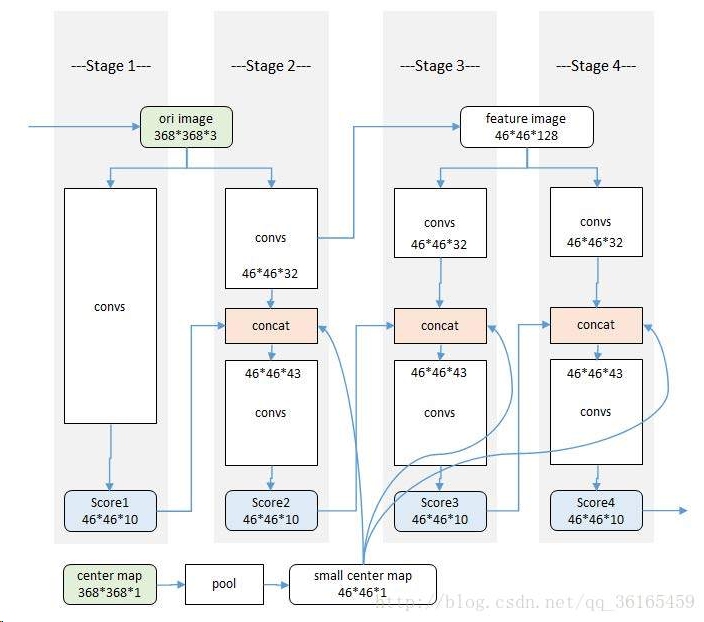 ---Stage 1---
---Stage 2---
---Stage 3---
---Stage 4---
ori image
368*368*3
feature image
46*46*128
convs
convs
46*46*32
convs
46*46*32
convs
46*46*32
concat
concat
concat
46*46*43
convs
46*46*43
convs
46*46*43
convs
Score1
46*46*10
Score2
46*46*10
Score3
46*46*10
Score4
46*46*10
center map
368*368*1
pool
small center map
46*46*1
http://blog.csdn.net/qq_36165459